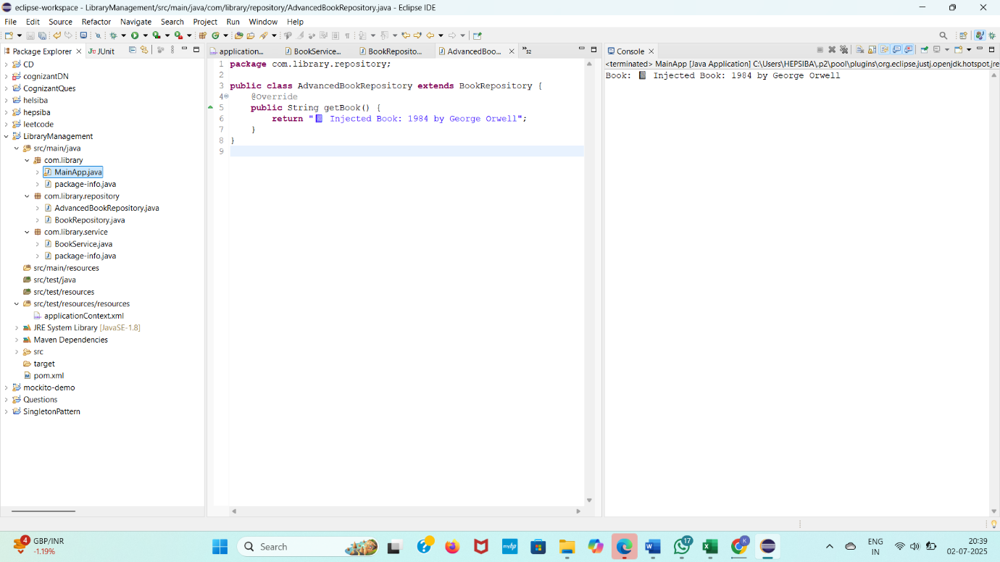 eclipse-workspace - LibraryManagement/src/main/java/com/library/repository/AdvancedBookRepository.java - Eclipse IDE
File Edit Source Refactor Navigate Search Project Run Window Help
Package Explorer
JUnit
CD
cognizantDN
CognizantQues
helsiba
hepsiba
leetcode
LibraryManagement
src/main/java
com.library
MainApp.java
package-info.java
com.library.repository
AdvancedBookRepository.java
BookRepository.java
com.library.service
BookService.java
package-info.java
src/main/resources
src/test/java
src/test/resources
src/test/resources/resources
applicationContext.xml
JRE System Library [JavaSE-1.8]
Maven Dependencies
src
target
pom.xml
mockito-demo
Questions
SingletonPattern
application...
BookService...
BookReposito...
AdvancedBoo...
32
1 package com.library.repository;
2
3 public class AdvancedBookRepository extends BookRepository {
4 @Override
5 public String getBook() {
6 return "📓 Injected Book: 1984 by George Orwell";
7 }
8 }
9
Console
<terminated> MainApp [Java Application] C:\Users\HEPSIBA\.p2\pool\plugins\org.eclipse.justj.openjdk.hotspot.jre
Book: 📓 Injected Book: 1984 by George Orwell
4
GBP/INR
-1.19%
Search
myhp
17
K
ENG
IN
20:39
02-07-2025